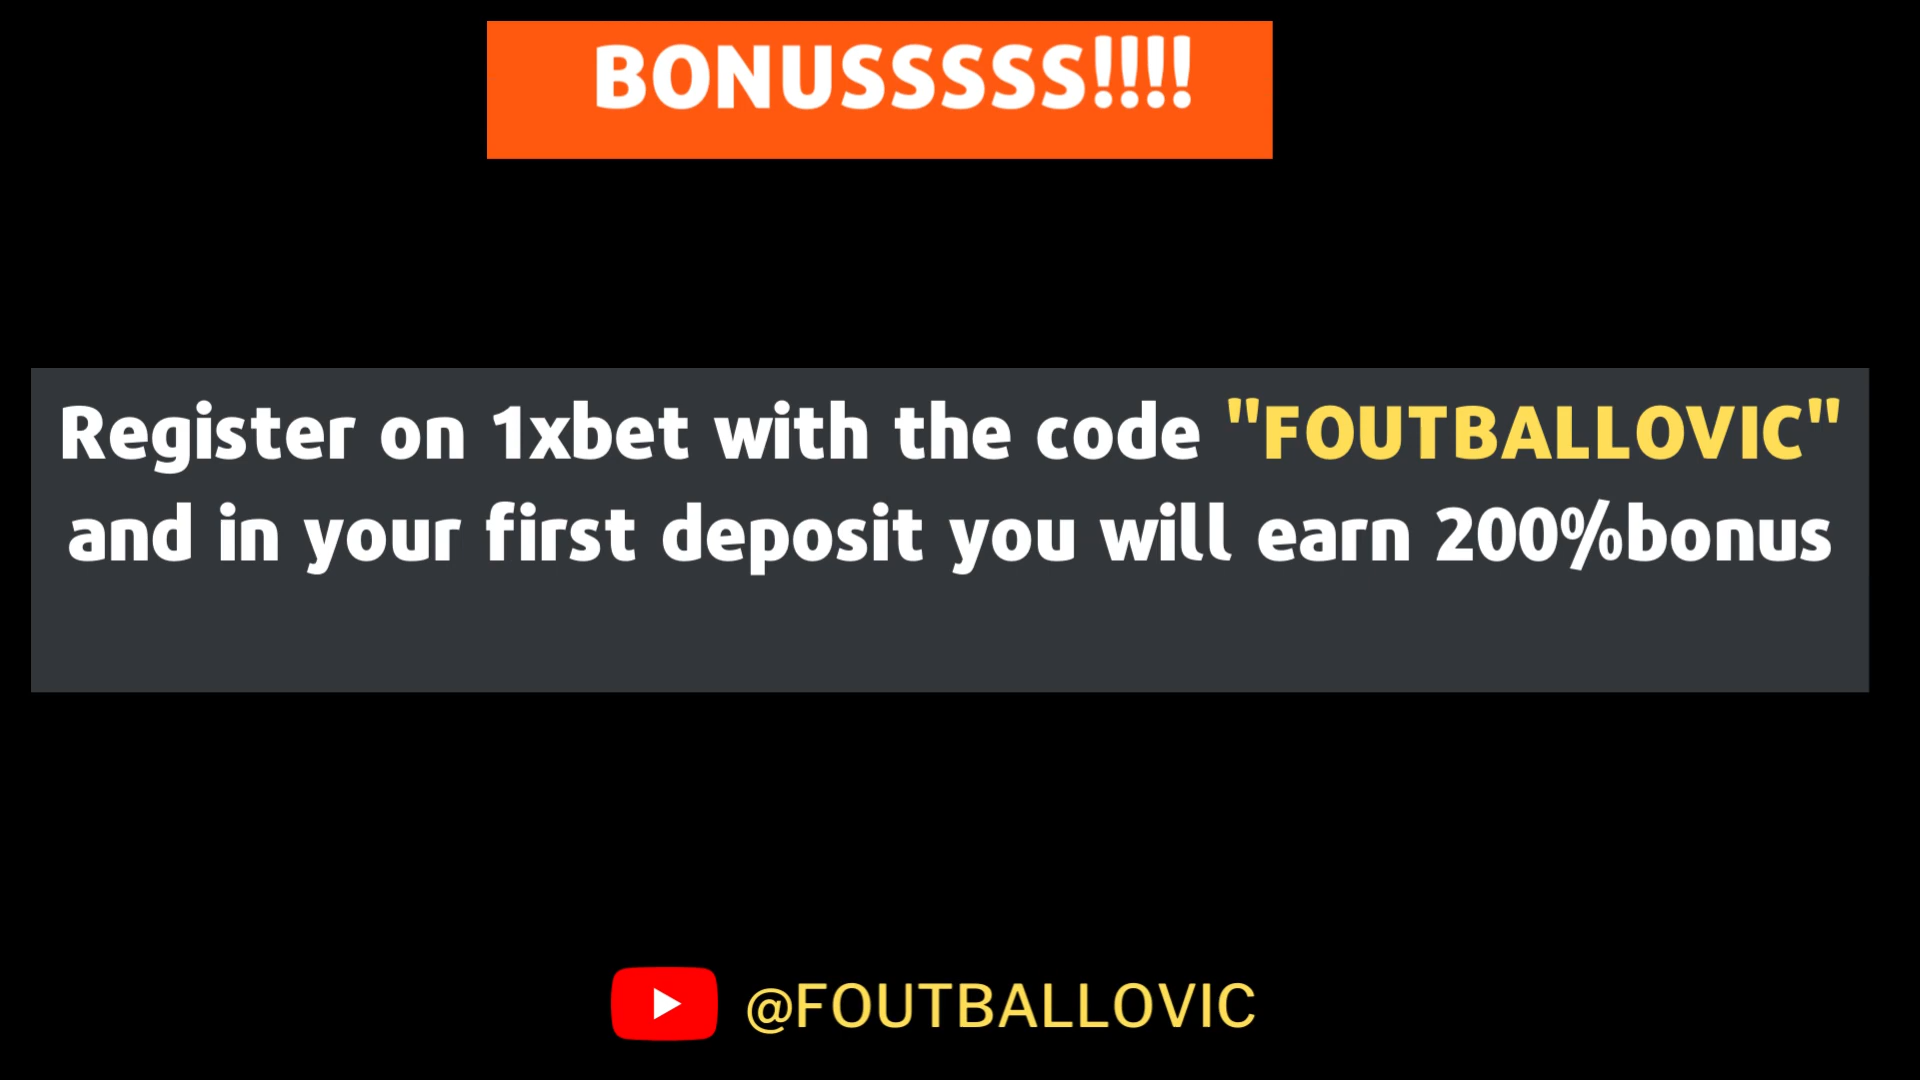 BONUSSSSS!!!!
Register on 1xbet with the code "FOUTBALLOVIC"
and in your first deposit you will earn 200%bonus
@FOUTBALLOVIC